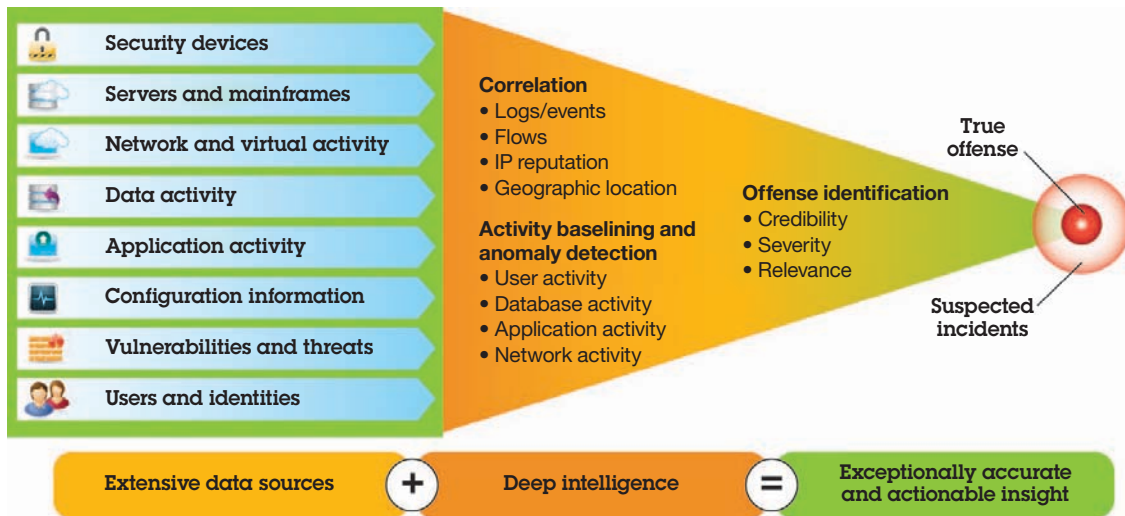 Security devices
Servers and mainframes
Network and virtual activity
Data activity
Application activity
Configuration information
Vulnerabilities and threats
Users and identities
Correlation
• Logs/events
• Flows
• IP reputation
• Geographic location
Activity baselining and
anomaly detection
• User activity
• Database activity
• Application activity
• Network activity
Offense identification
• Credibility
• Severity
• Relevance
True
offense
Suspected
incidents
Extensive data sources
+
Deep intelligence
=
Exceptionally accurate
and actionable insight